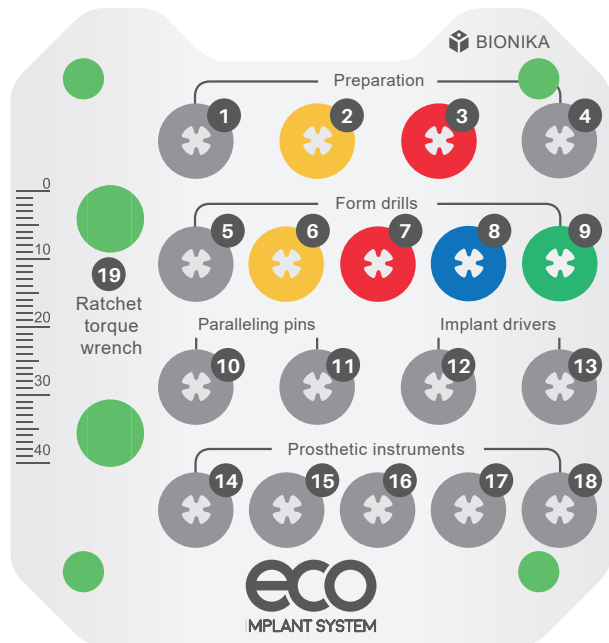 BIONIKA
Preparation
1 2 3 4
0
Form drills
5 6 7 8 9
10
19
Ratchet
torque
wrench
20
Paralleling pins Implant drivers
10 11 12 13
30
40
Prosthetic instruments
14 15 16 17 18
eco
IMPLANT SYSTEM